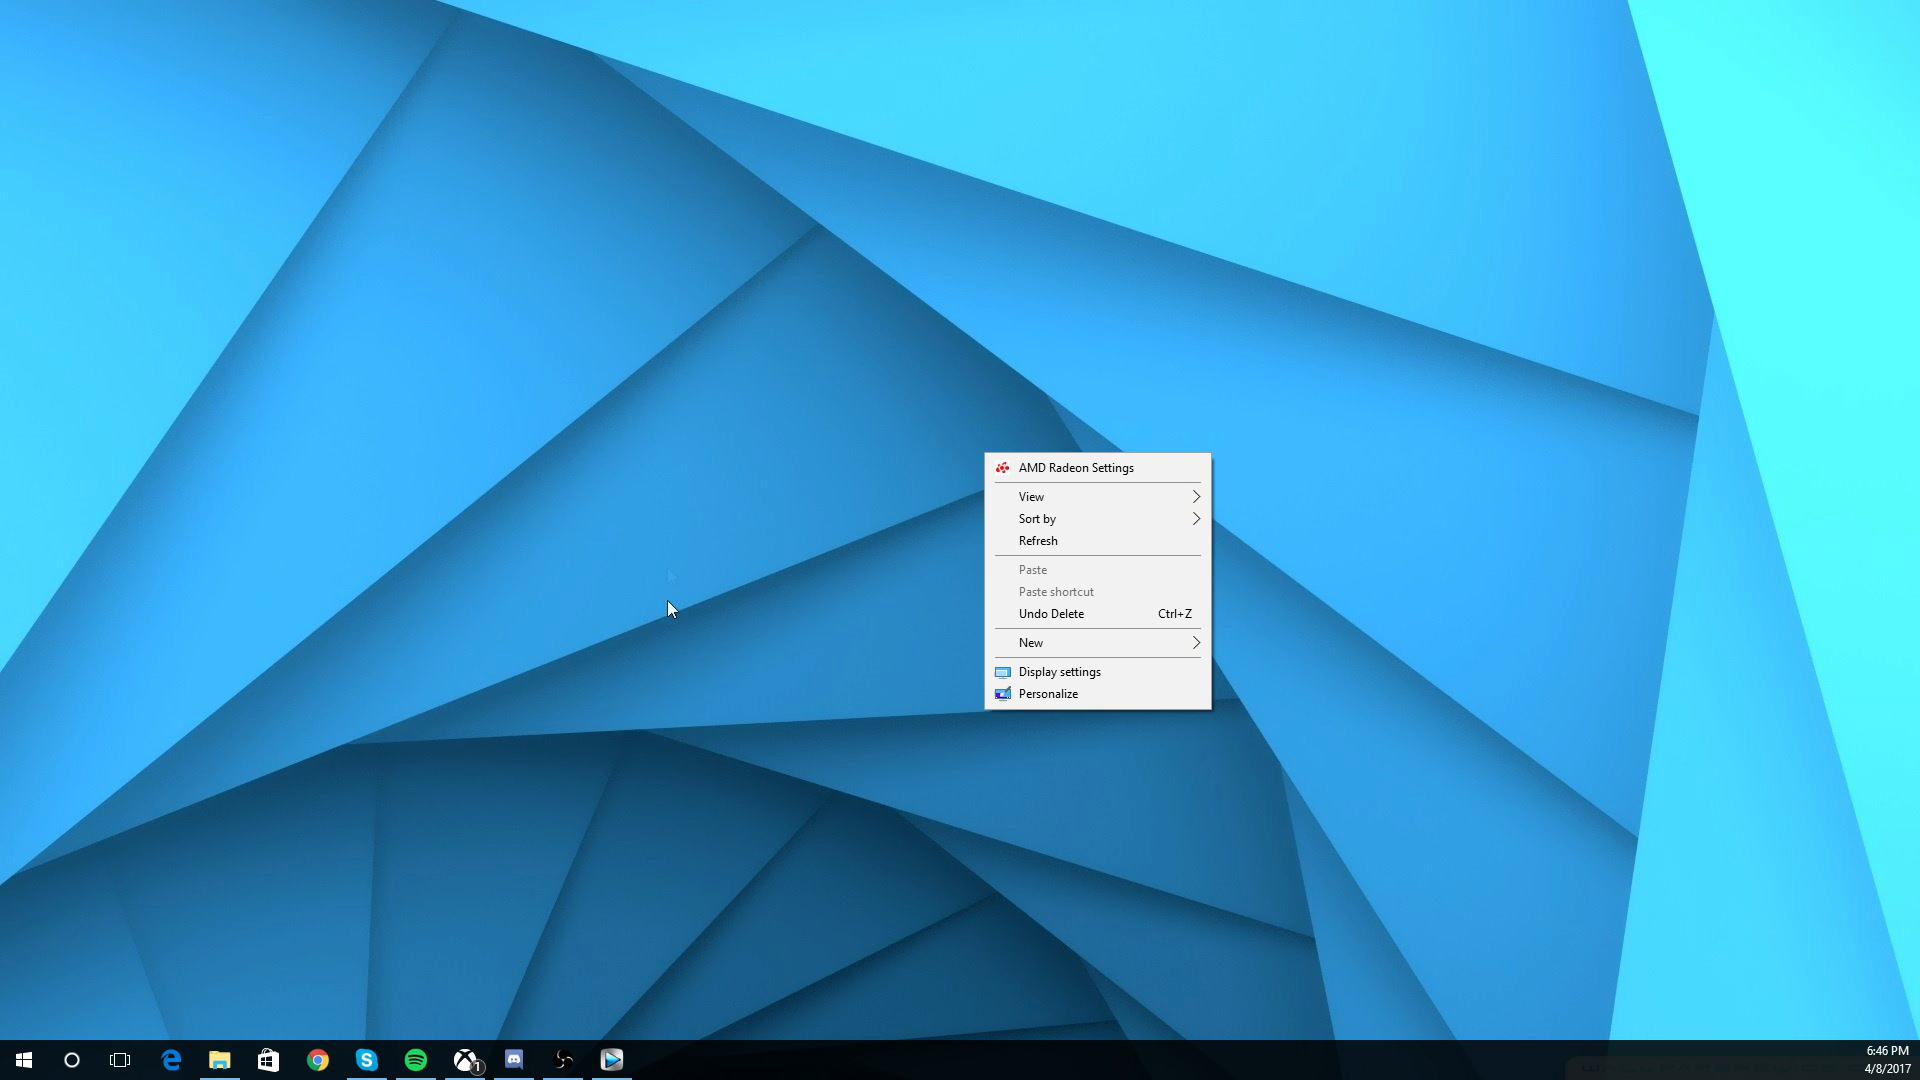 AMD Radeon Settings
View
Sort by
Refresh
Paste
Paste shortcut
Undo Delete Ctrl+Z
New
Display settings
Personalize
1
6:46 PM
4/8/2017